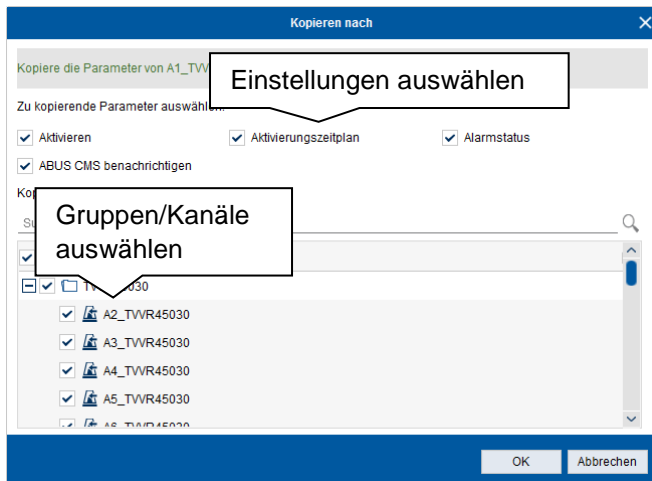 Kopieren nach
Kopiere die Parameter von A1_TVV
Einstellungen auswählen
Zu kopierende Parameter auswählen
Aktivieren
Aktivierungszeitplan
Alarmstatus
ABUS CMS benachrichtigen
Gruppen/Kanäle
auswählen
A2_TVVR45030
A3_TVVR45030
A4_TVVR45030
A5_TVVR45030
OK
Abbrechen